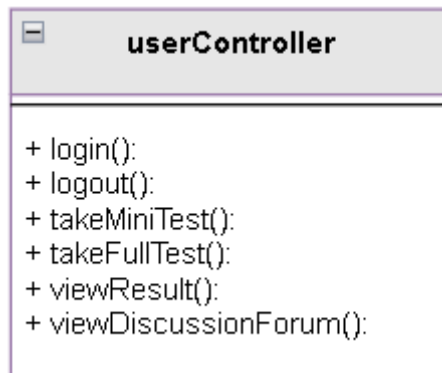 userController
+ login():
+ logout():
+ takeMiniTest():
+ takeFullTest():
+ viewResult():
+ viewDiscussionForum():